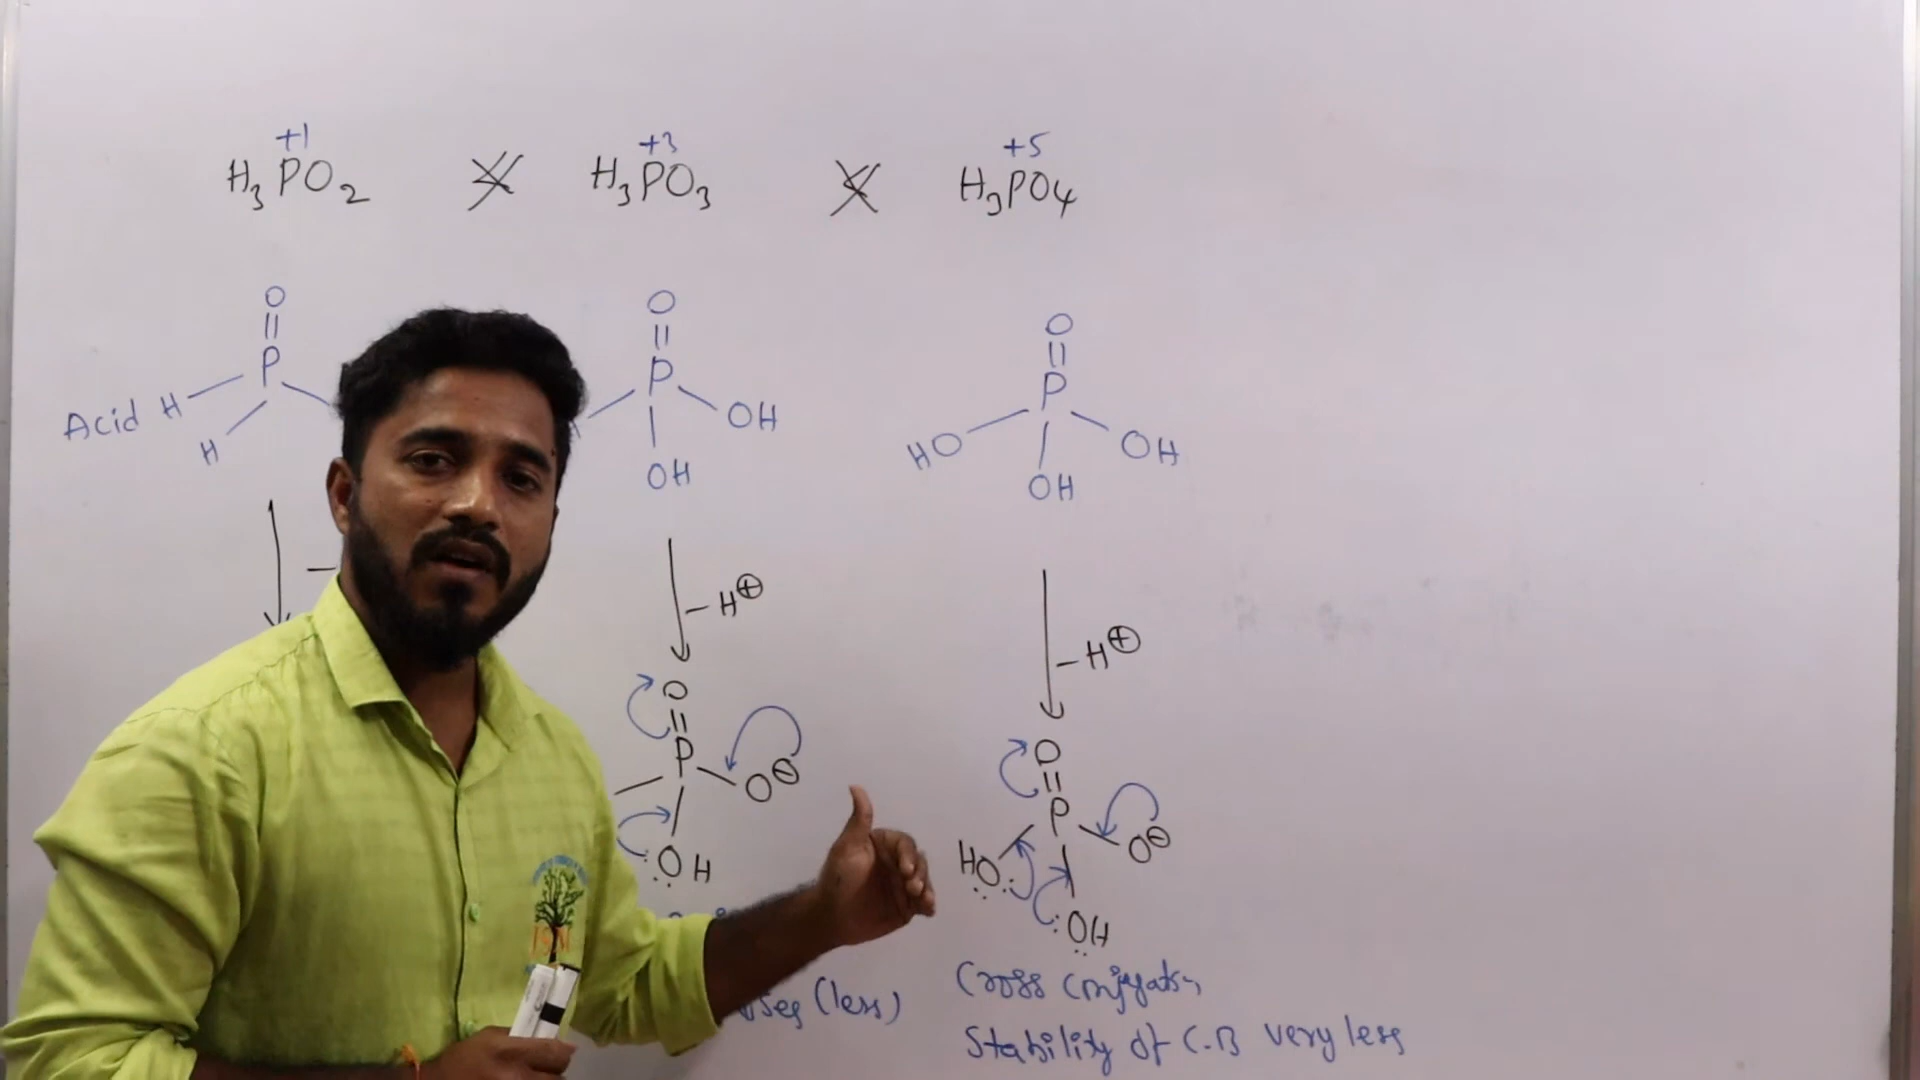 +1 +3 +5
H₃PO₂ H₃PO₃ H₃PO₄
O O O
P P P
Acid H OH HO OH
H OH OH
–H⊕
–H⊕
O
P O⊖
OH
O
P
HO O⊖
OH
(less)
Cross
Stability of C.B very less